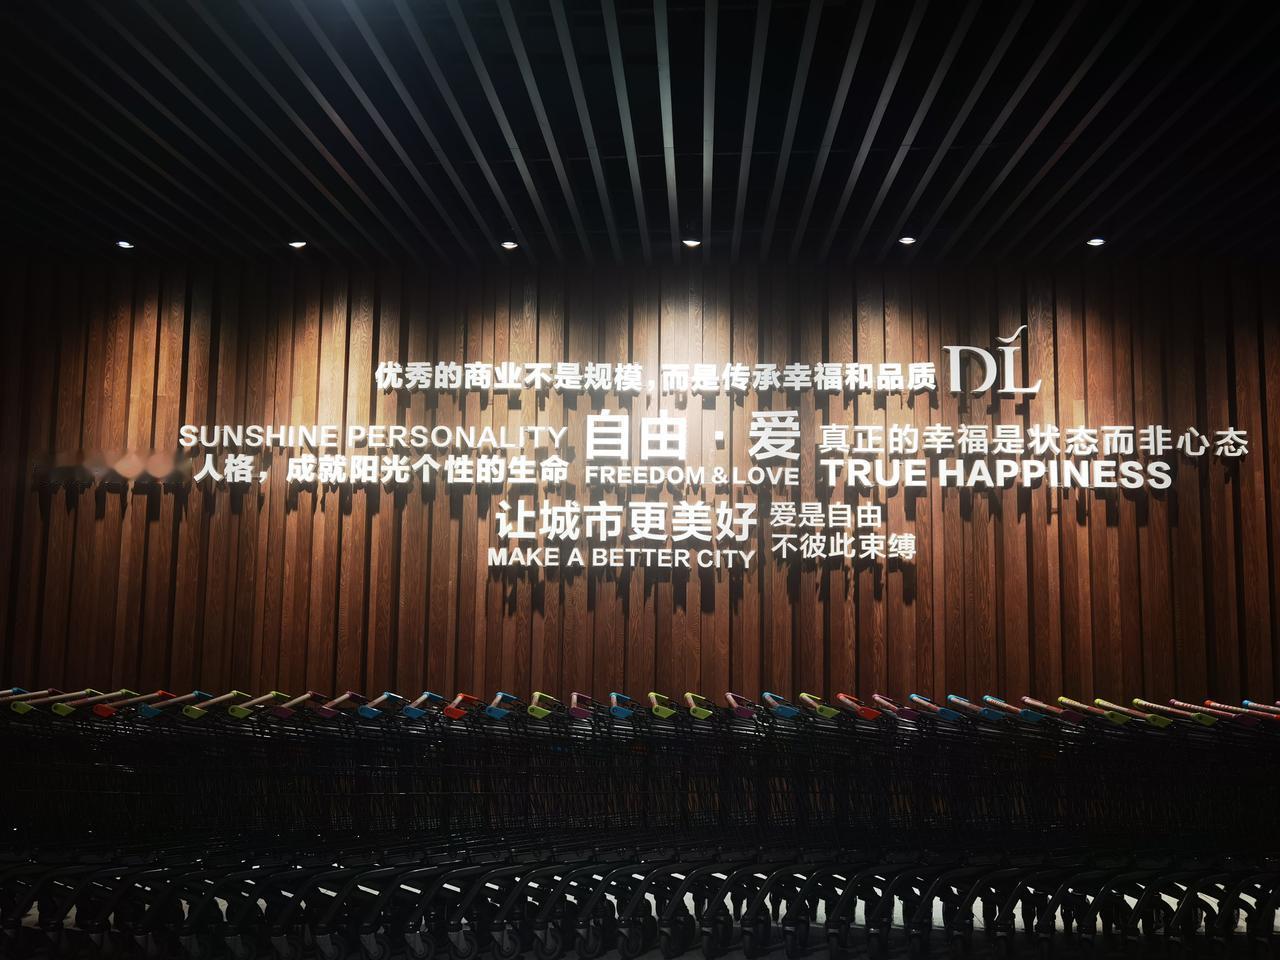 优秀的商业不是规模，而是传承幸福和品质
DL
SUNSHINE PERSONALITY
人格，成就阳光个性的生命
自由·爱
FREEDOM & LOVE
真正的幸福是状态而非心态
TRUE HAPPINESS
让城市更美好
MAKE A BETTER CITY
爱是自由
不彼此束缚